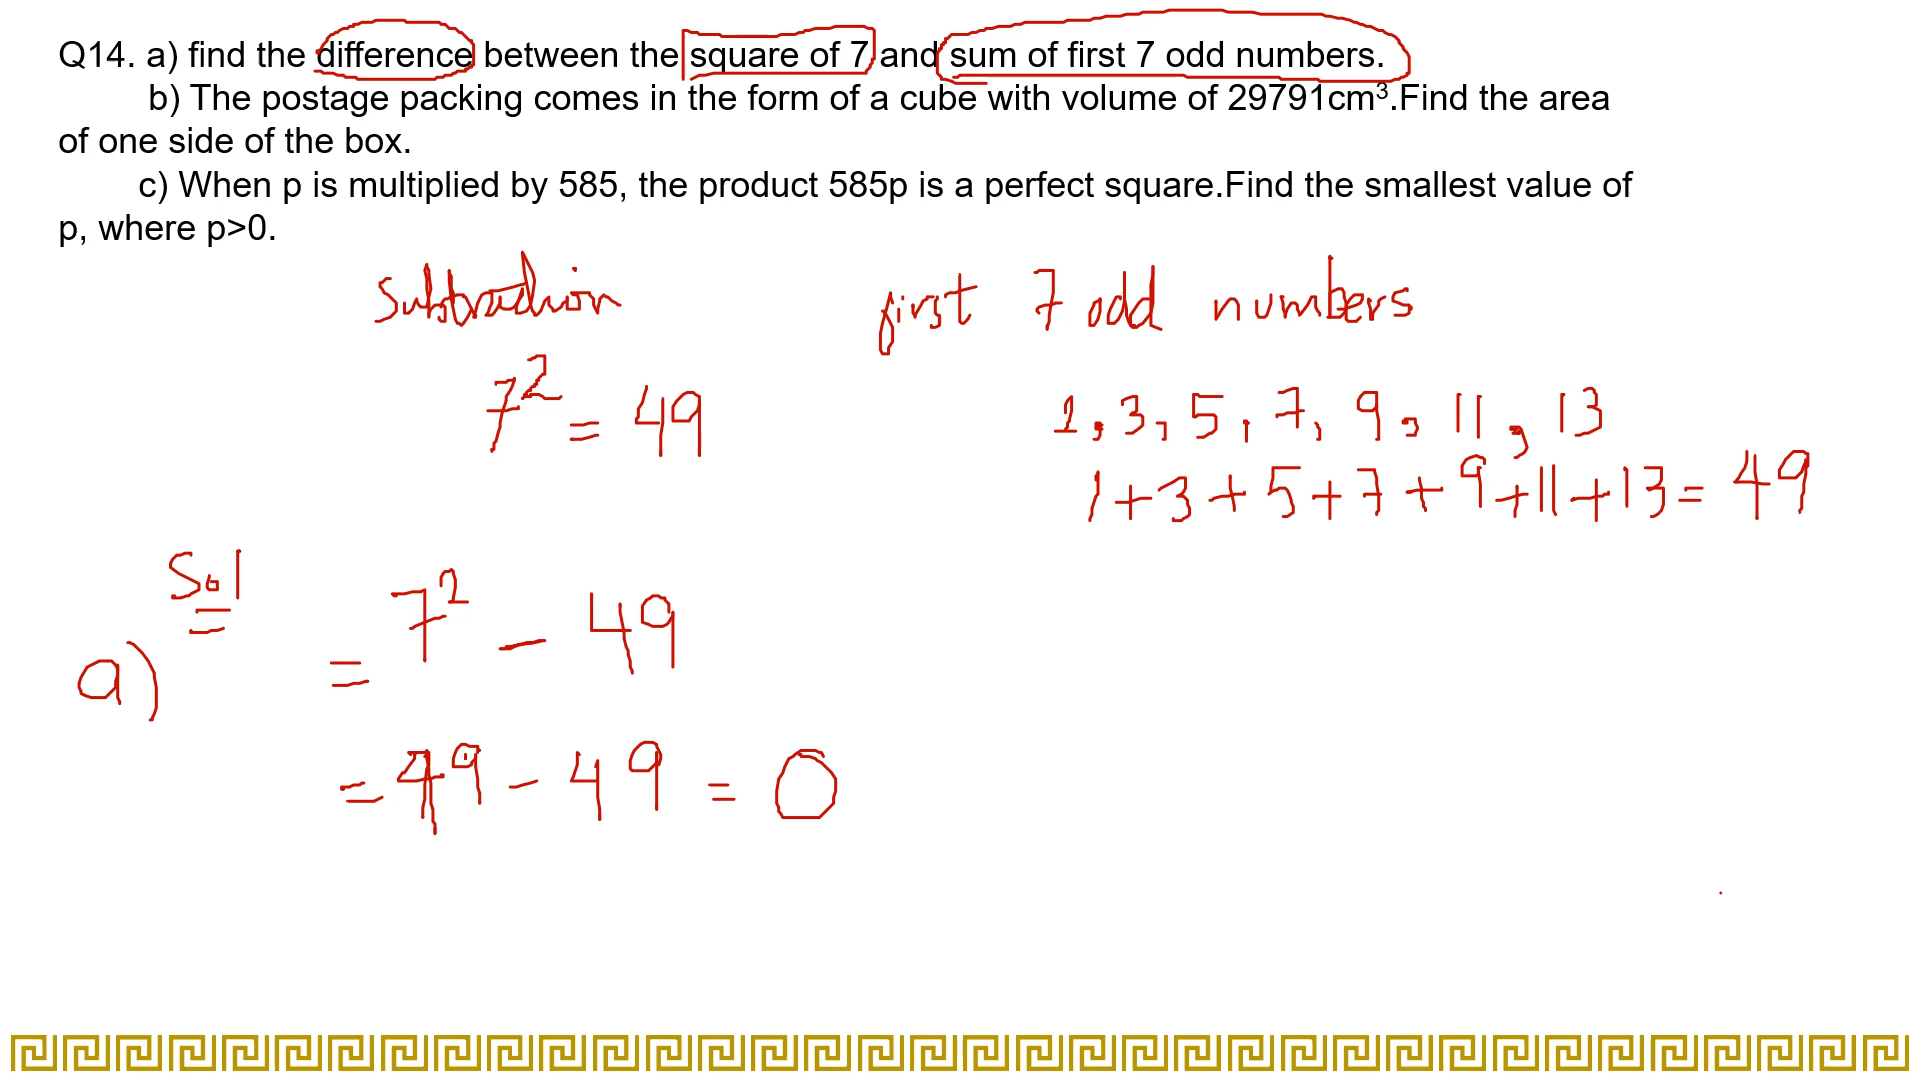 Q14. a) find the difference between the square of 7 and sum of first 7 odd numbers.
b) The postage packing comes in the form of a cube with volume of 29791cm³.Find the area
of one side of the box.
c) When p is multiplied by 585, the product 585p is a perfect square.Find the smallest value of
p, where p>0.
Subtraction
first 7 odd numbers
7² = 49
1, 3, 5, 7, 9, 11, 13
1+3+5+7+9+11+13= 49
Sol
a)
= 7² - 49
= 49 - 49 = 0